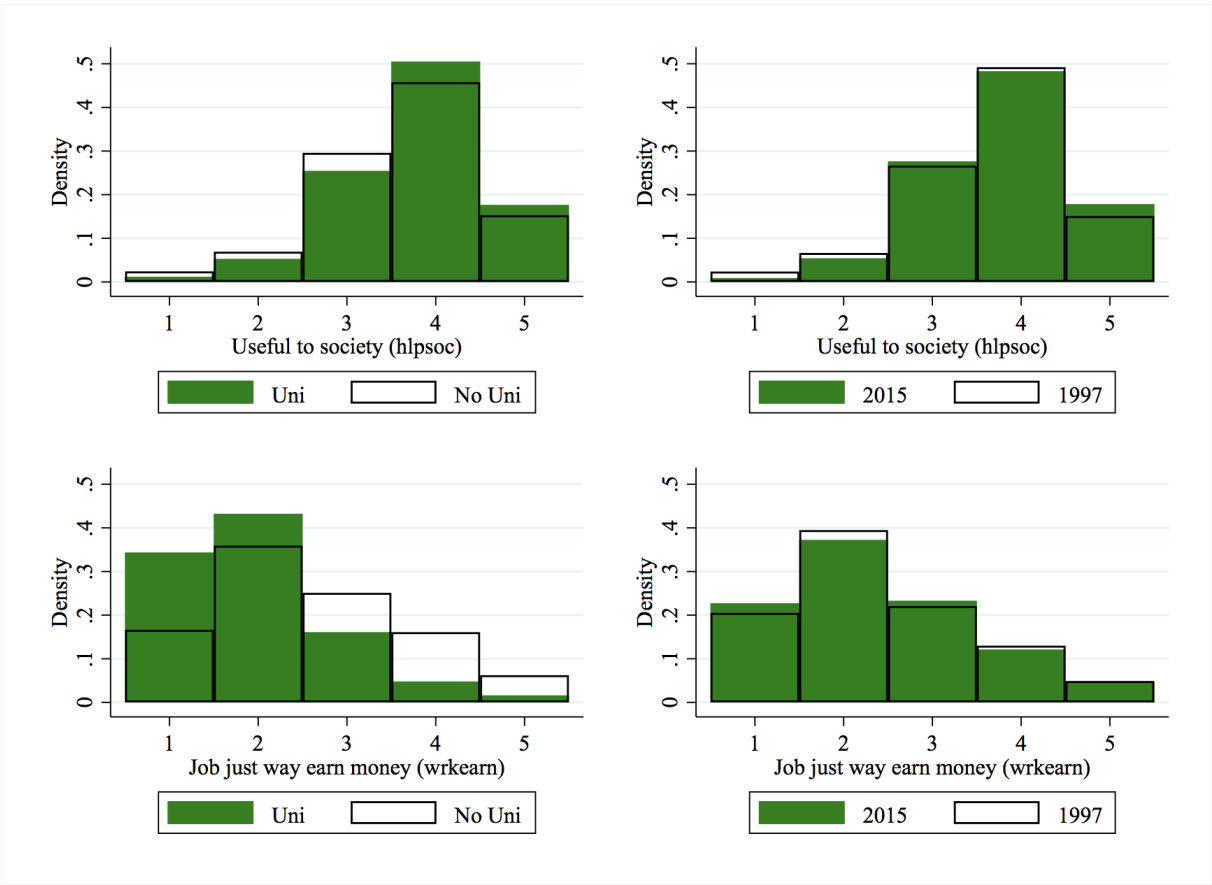 Density
.5
.4
.3
.2
.1
0
1 2 3 4 5
Useful to society (hlpsoc)
Uni No Uni
Density
.5
.4
.3
.2
.1
0
1 2 3 4 5
Useful to society (hlpsoc)
2015 1997
Density
.5
.4
.3
.2
.1
0
1 2 3 4 5
Job just way earn money (wrkearn)
Uni No Uni
Density
.5
.4
.3
.2
.1
0
1 2 3 4 5
Job just way earn money (wrkearn)
2015 1997